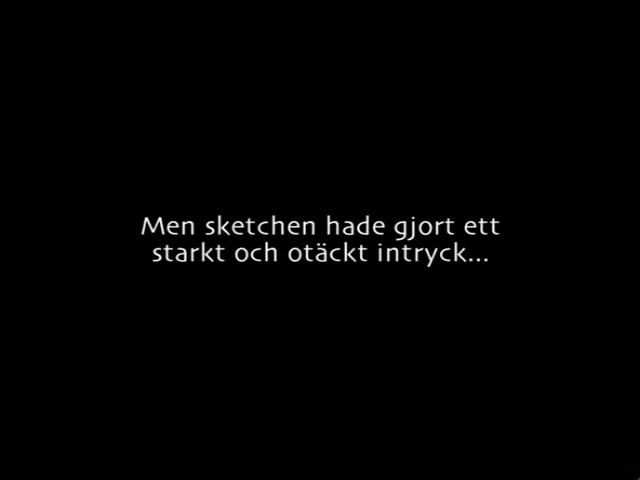 Men sketchen hade gjort ett
starkt och otäckt intryck...